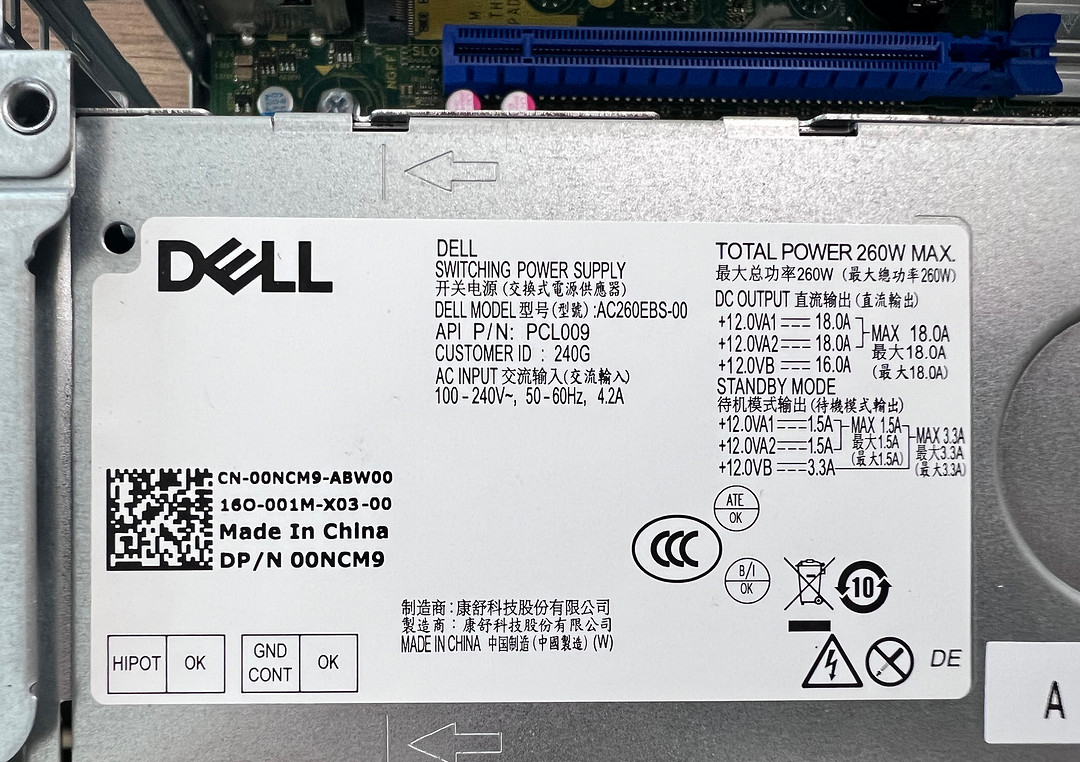 SLO
NGFF1
DELL
DELL
SWITCHING POWER SUPPLY
开关电源 (交換式電源供應器)
DELL MODEL 型号(型號) :AC260EBS-00
API P/N: PCL009
CUSTOMER ID : 240G
AC INPUT 交流输入(交流輸入)
100-240V~, 50-60Hz, 4.2A
TOTAL POWER 260W MAX.
最大总功率260W (最大總功率260W)
DC OUTPUT 直流输出 (直流輸出)
+12.0VA1 18.0A
+12.0VA2 18.0A
MAX 18.0A
最大18.0A
(最大18.0A)
+12.0VB 16.0A
STANDBY MODE
待机模式输出 (待機模式輸出)
+12.0VA1 1.5A
+12.0VA2 1.5A
MAX 1.5A
最大1.5A
(最大1.5A)
+12.0VB 3.3A
MAX 3.3A
最大3.3A
(最大3.3A)
CN-00NCM9-ABW00
16O-001M-X03-00
Made In China
DP/N 00NCM9
ATE
OK
CCC
B/I
OK
10
制造商:康舒科技股份有限公司
製造商: 康舒科技股份有限公司
MADE IN CHINA 中国制造 (中國製造) (W)
HIPOT OK
GND CONT OK
DE
A